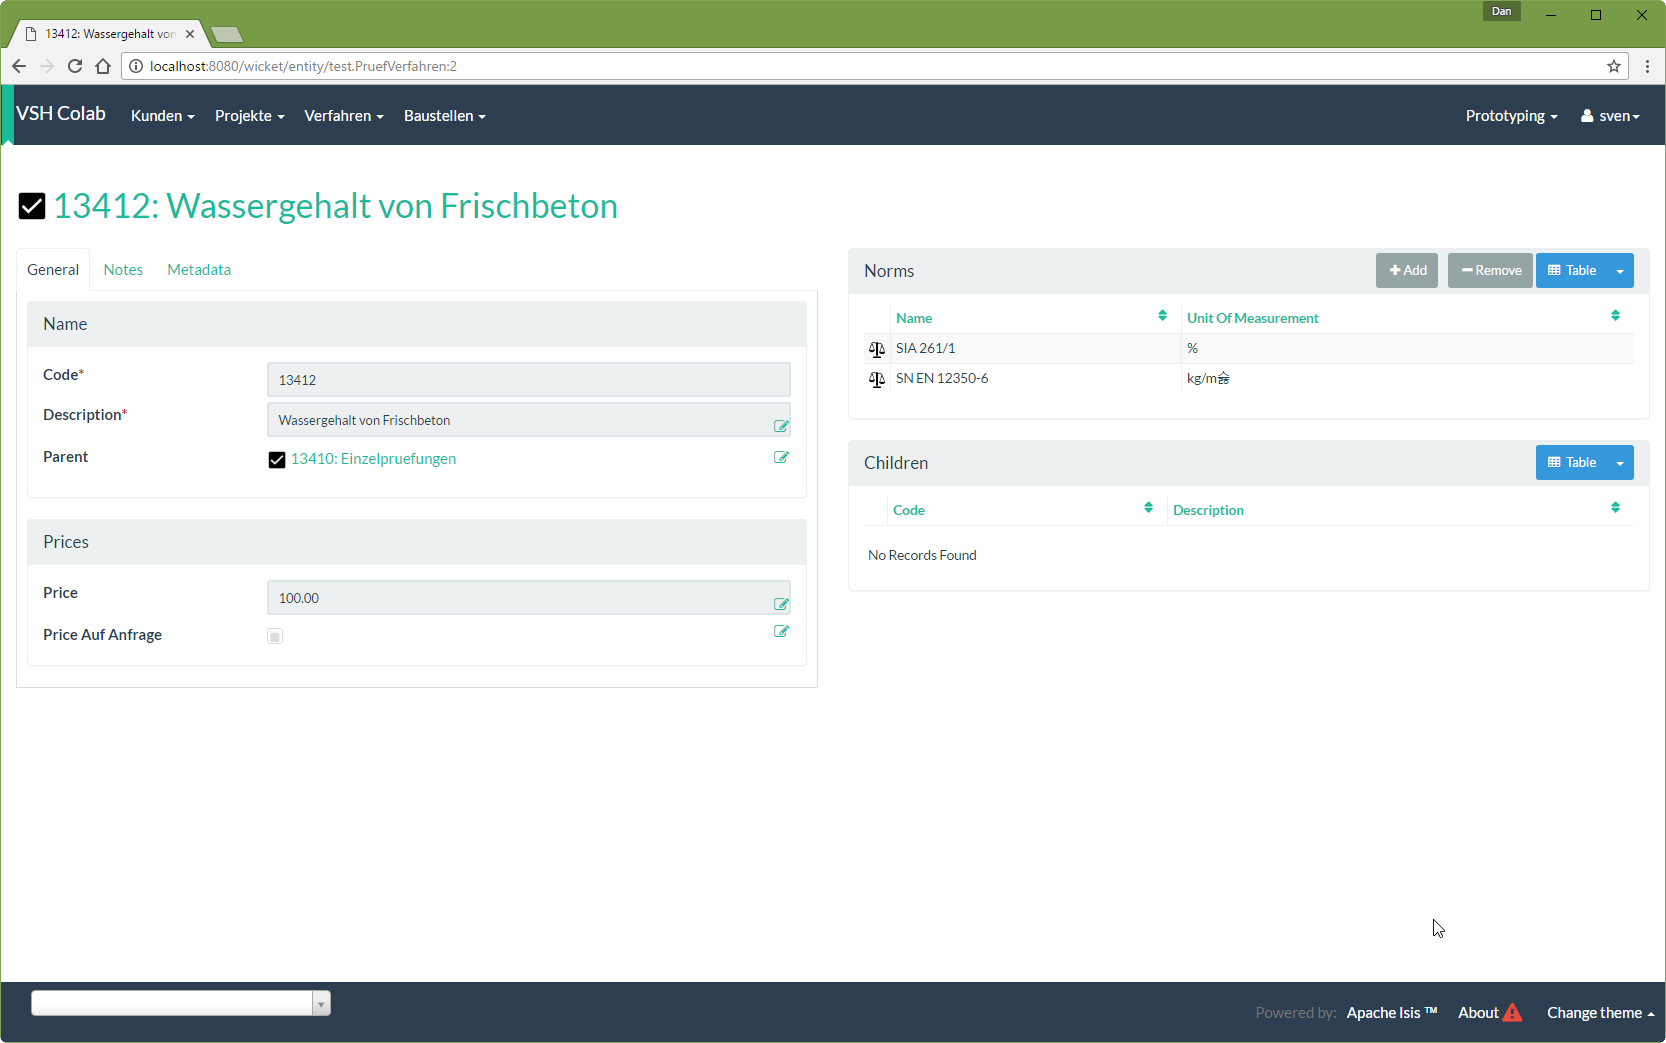 Dan
13412: Wassergehalt von
localhost:8080/wicket/entity/test.PruefVerfahren:2
VSH Colab Kunden Projekte Verfahren Baustellen Prototyping sven
13412: Wassergehalt von Frischbeton
General Notes Metadata
Name
Code* 13412
Description* Wassergehalt von Frischbeton
Parent 13410: Einzelpruefungen
Prices
Price 100.00
Price Auf Anfrage
Norms Add Remove Table
Name Unit Of Measurement
SIA 261/1 %
SN EN 12350-6 kg/m슴
Children Table
Code Description
No Records Found
Powered by: Apache Isis ™ About Change theme